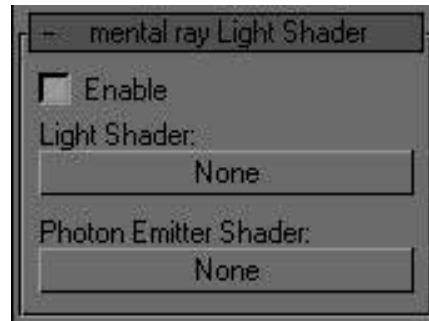 - mental ray Light Shader
Enable
Light Shader:
None
Photon Emitter Shader:
None